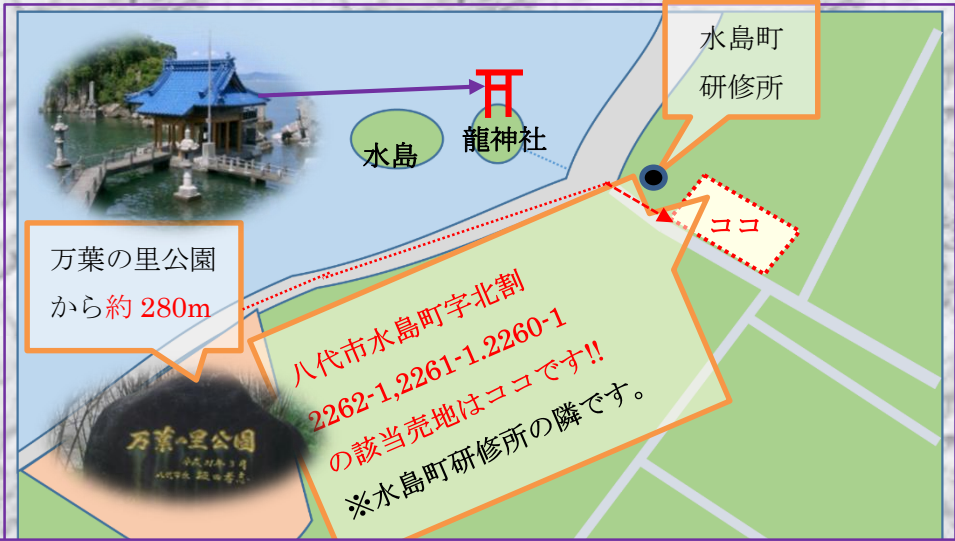 水島町
研修所
水島
龍神社
ココ
万葉の里公園
から約 280m
八代市水島町字北割
2262-1,2261-1.2260-1
の該当売地はココです!!
※水島町研修所の隣です。
万葉の里公園